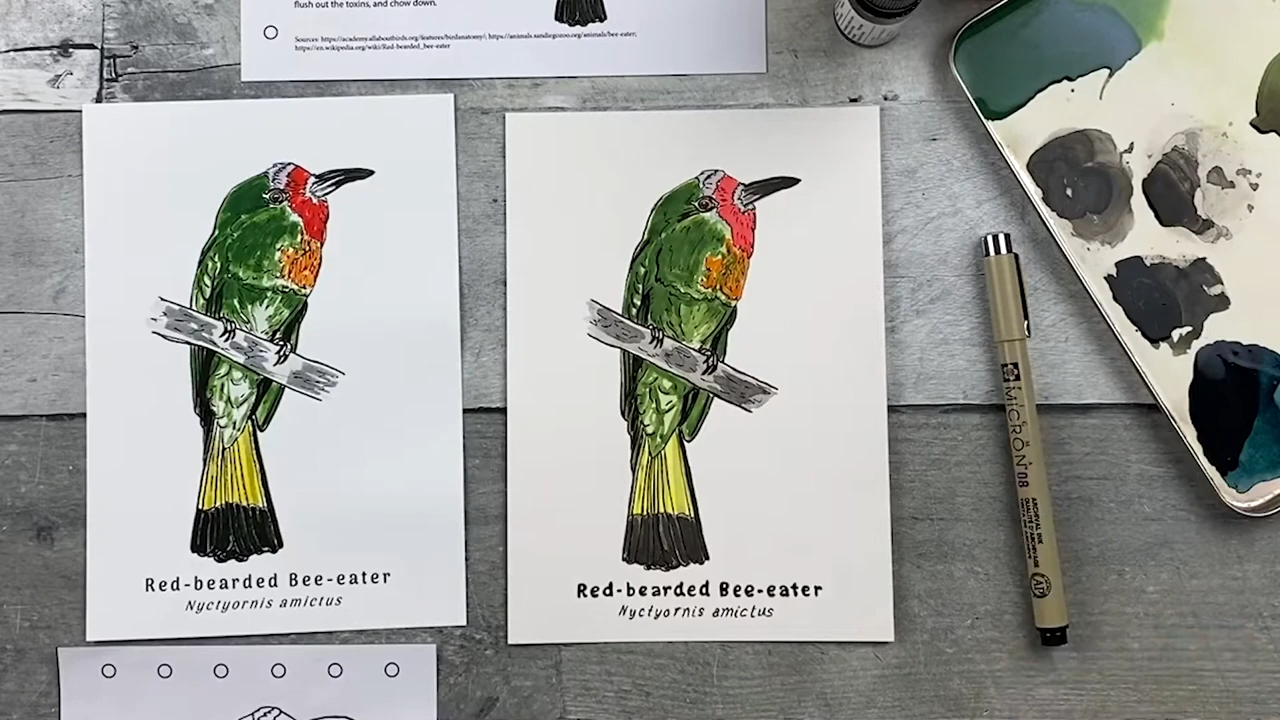 flush out the toxins, and chow down.
Sources: https://academy.allaboutbirds.org/features/birdanatomy/; https://animals.sandiegozoo.org/animals/bee-eater;
https://en.wikipedia.org/wiki/Red-bearded_bee-eater
Red-bearded Bee-eater
Nyctyornis amictus
Red-bearded Bee-eater
Nyctyornis amictus
MICRON 08
ARCHIVAL INK